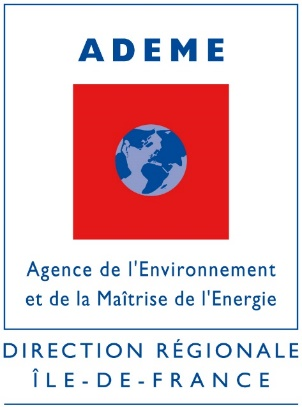 ADEME
Agence de l'Environnement
et de la Maîtrise de l'Energie
DIRECTION RÉGIONALE
ÎLE-DE-FRANCE